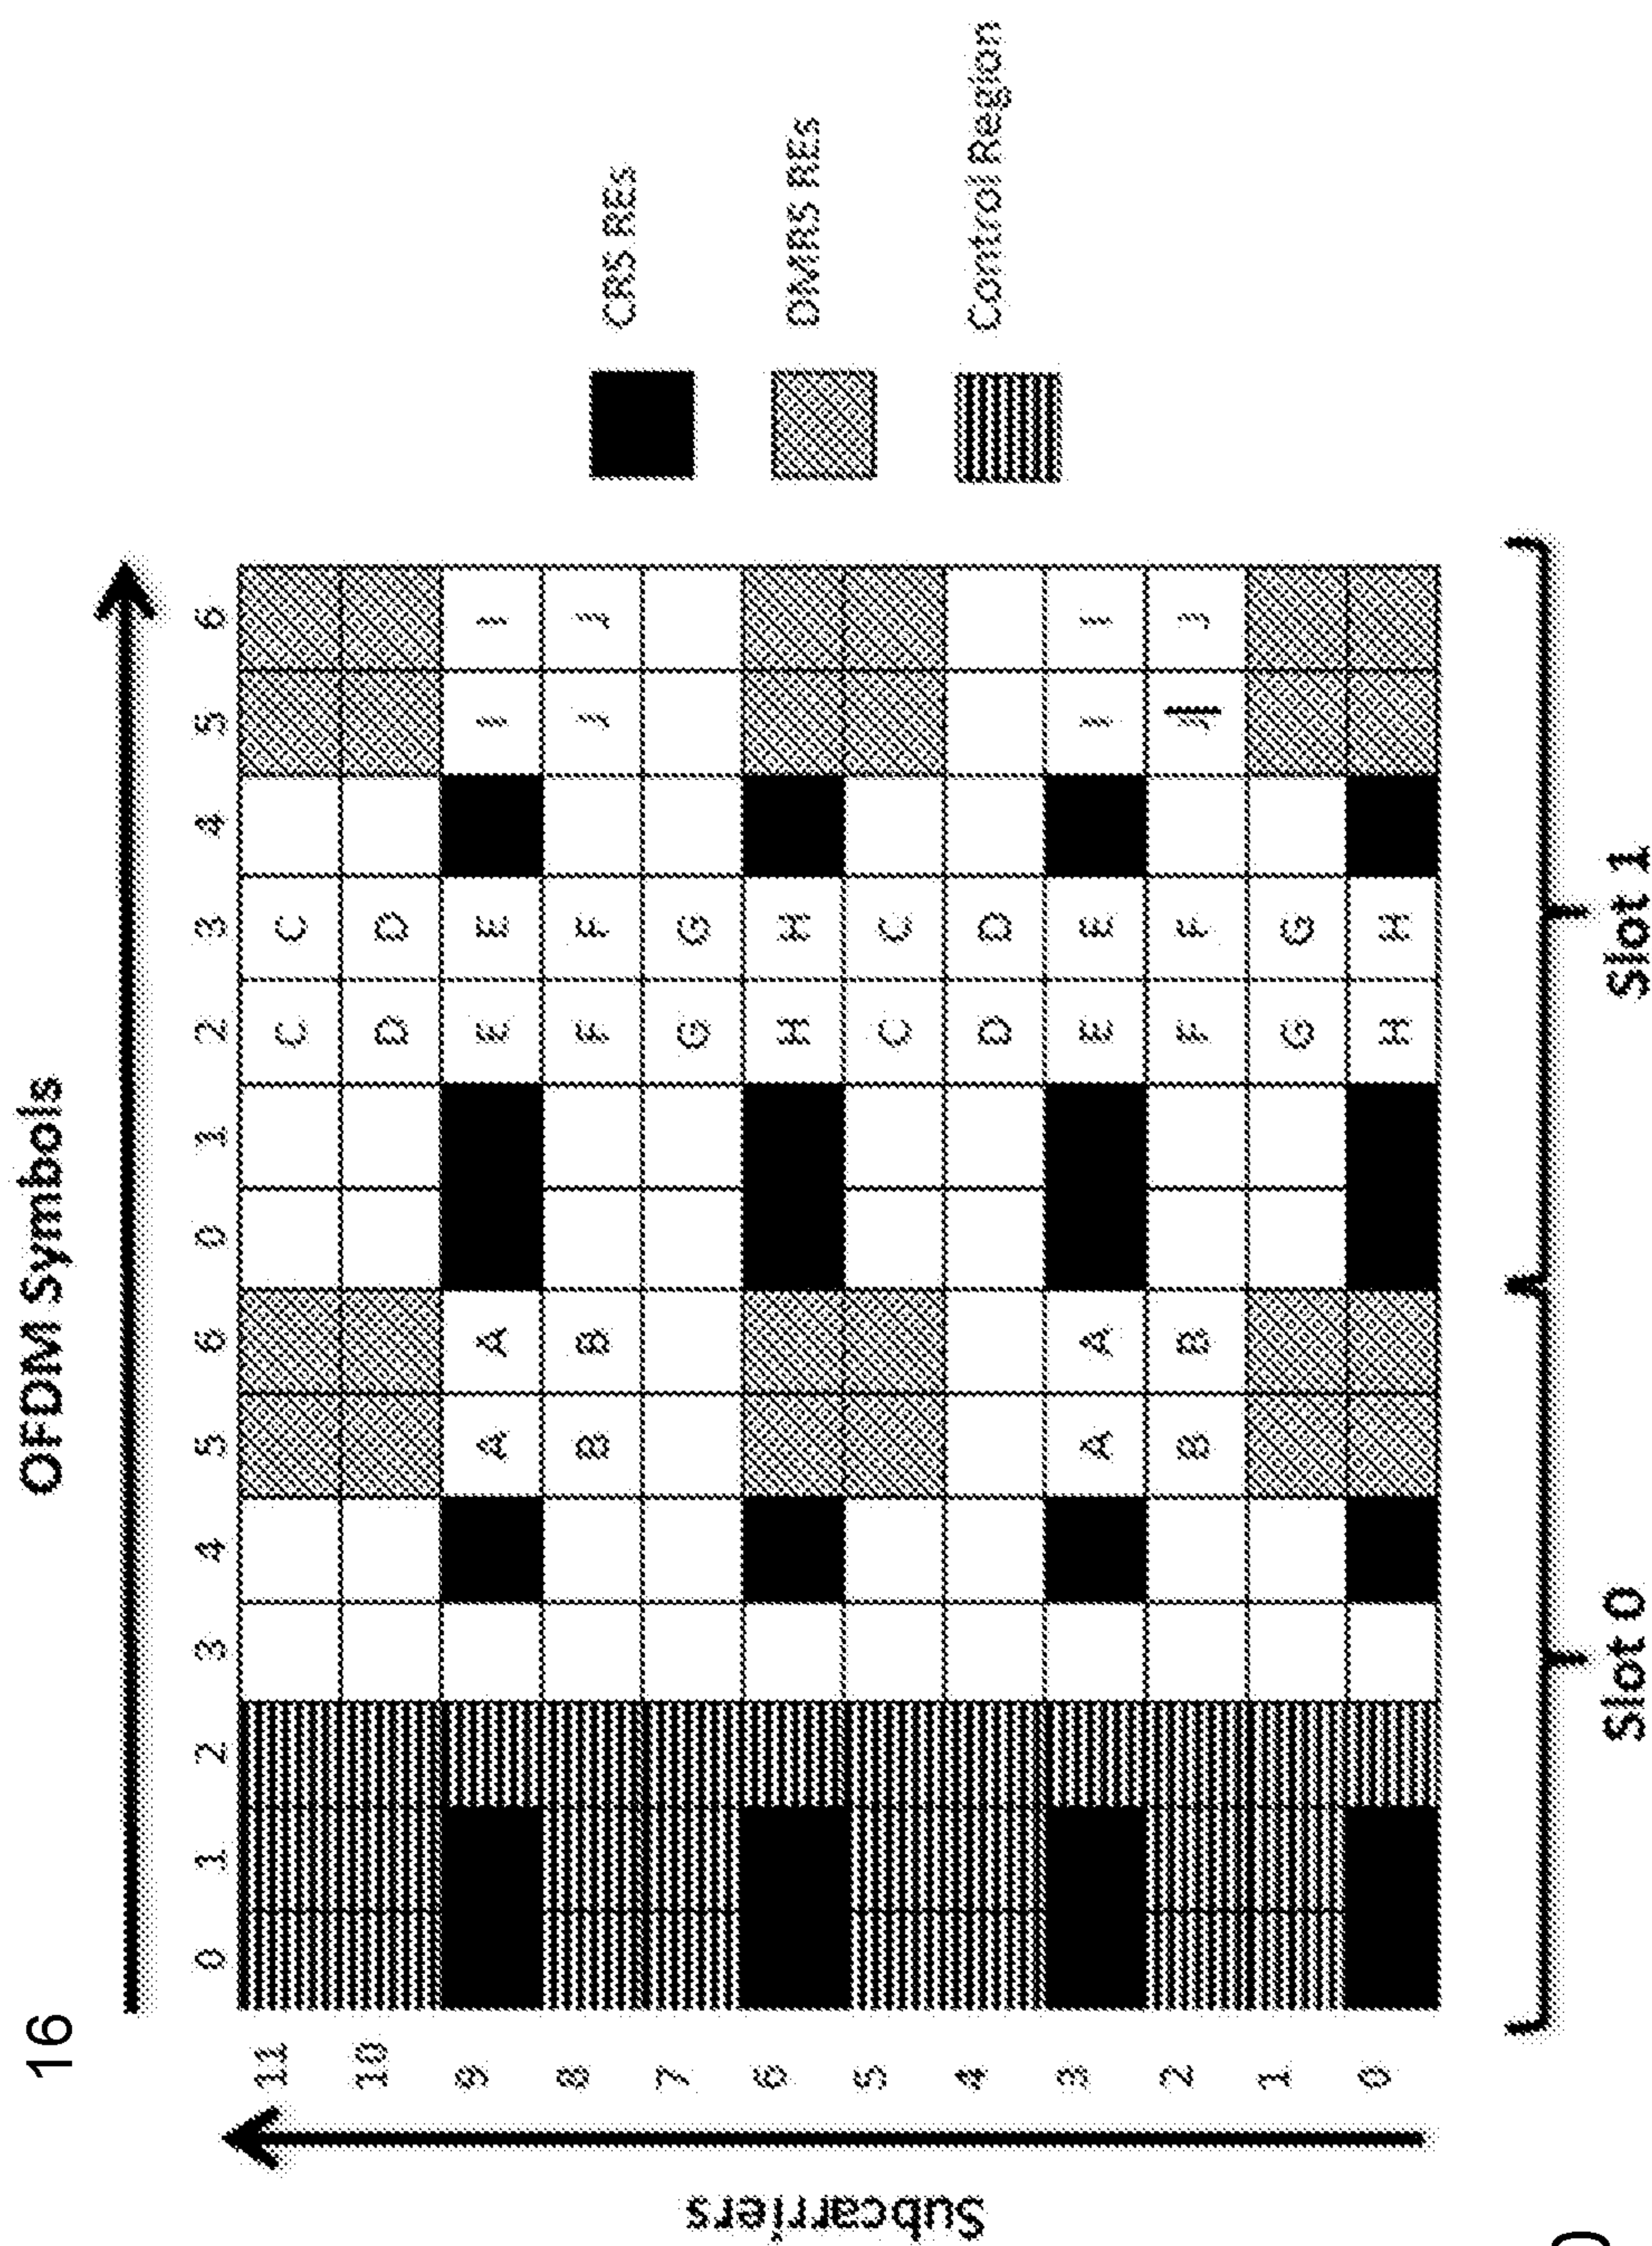 16
OFDM Symbols
0 1 2 3 4 5 6 0 1 2 3 4 5 6
Subcarriers
11 C C
10 D D
9 A A E E I I
8 B B F F J J
7 G G
6 H H
5 C C
4 D D
3 A A E E I I
2 B B F F J J
1 G G
0 H H
Slot 0 Slot 1
CRS REs
DMRS REs
Control Region